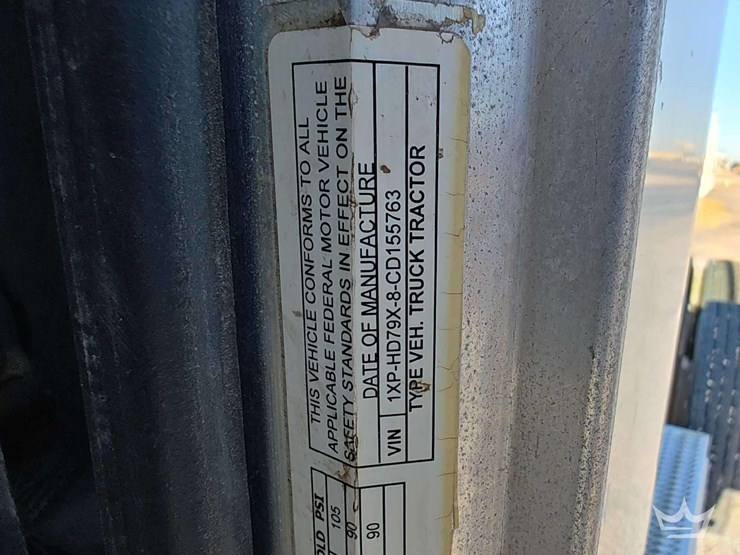 THIS VEHICLE CONFORMS TO ALL
APPLICABLE FEDERAL MOTOR VEHICLE
SAFETY STANDARDS IN EFFECT ON THE
DATE OF MANUFACTURE
VIN 1XP-HD79X-8-CD155763
TYPE VEH. TRUCK TRACTOR
OLD PSI
105
90
90